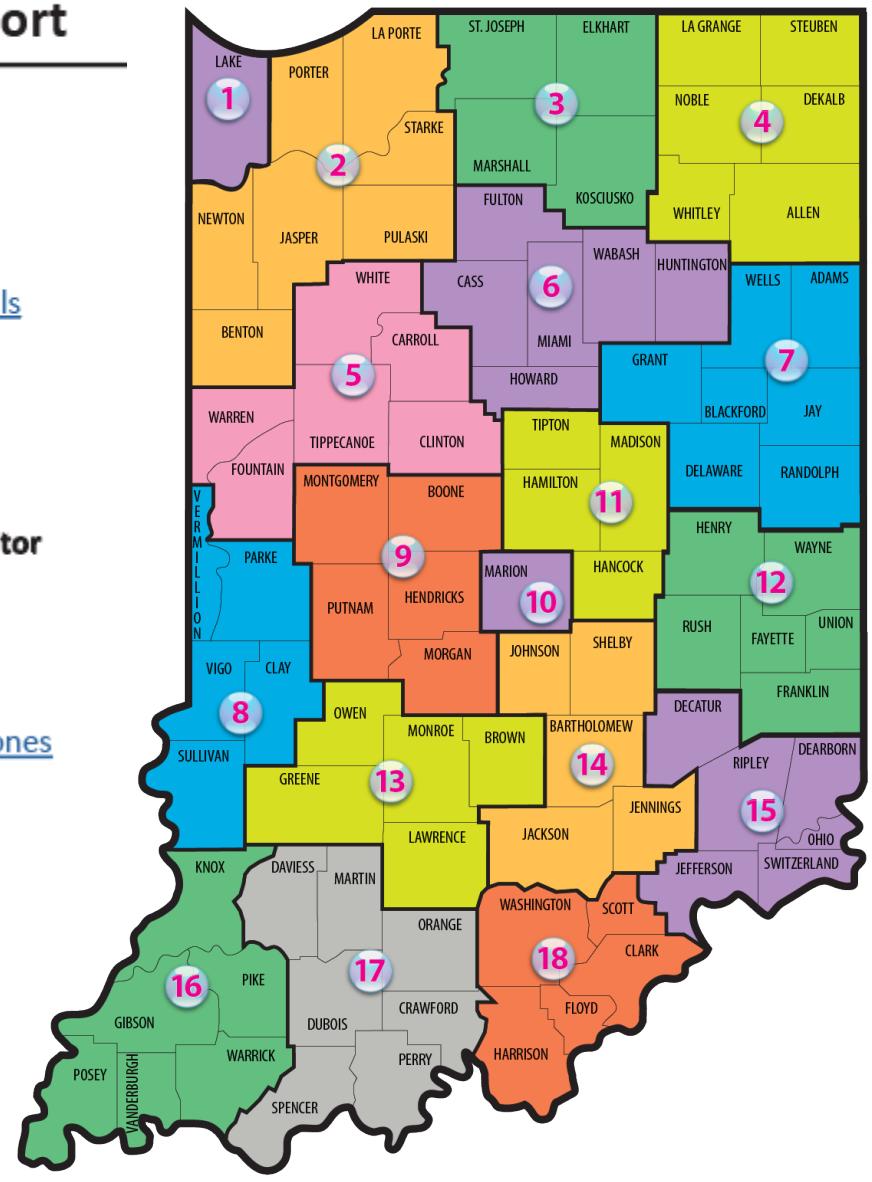 ort
LA PORTE
ST. JOSEPH
ELKHART
LA GRANGE
STEUBEN
LAKE
PORTER
1
3
NOBLE
DEKALB
4
STARKE
2
MARSHALL
KOSCIUSKO
FULTON
WHITLEY
ALLEN
NEWTON
JASPER
PULASKI
WABASH
HUNTINGTON
WHITE
CASS
6
WELLS
ADAMS
ls
BENTON
CARROLL
MIAMI
GRANT
7
5
HOWARD
BLACKFORD
JAY
WARREN
TIPPECANOE
CLINTON
TIPTON
MADISON
FOUNTAIN
DELAWARE
RANDOLPH
MONTGOMERY
BOONE
HAMILTON
11
VERMILLION
HENRY
tor
WAYNE
PARKE
9
MARION
HANCOCK
12
10
PUTNAM
HENDRICKS
RUSH
FAYETTE
UNION
JOHNSON
SHELBY
MORGAN
VIGO
CLAY
FRANKLIN
8
OWEN
DECATUR
MONROE
BROWN
BARTHOLOMEW
ones
SULLIVAN
RIPLEY
DEARBORN
GREENE
13
14
JENNINGS
15
LAWRENCE
JACKSON
OHIO
KNOX
DAVIESS
MARTIN
JEFFERSON
SWITZERLAND
WASHINGTON
SCOTT
ORANGE
CLARK
16
PIKE
17
18
CRAWFORD
FLOYD
GIBSON
DUBOIS
HARRISON
POSEY
VANDERBURGH
WARRICK
PERRY
SPENCER